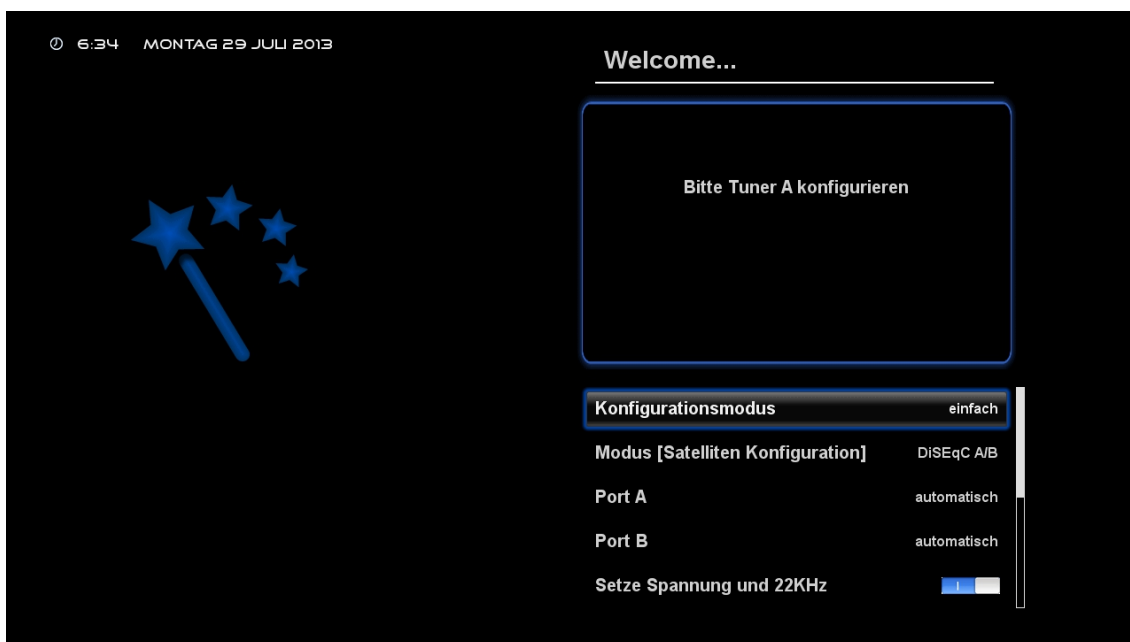 6:34 MONTAG 29 JULI 2013
Welcome...
Bitte Tuner A konfigurieren
Konfigurationsmodus einfach
Modus [Satelliten Konfiguration] DiSEqC A/B
Port A automatisch
Port B automatisch
Setze Spannung und 22KHz